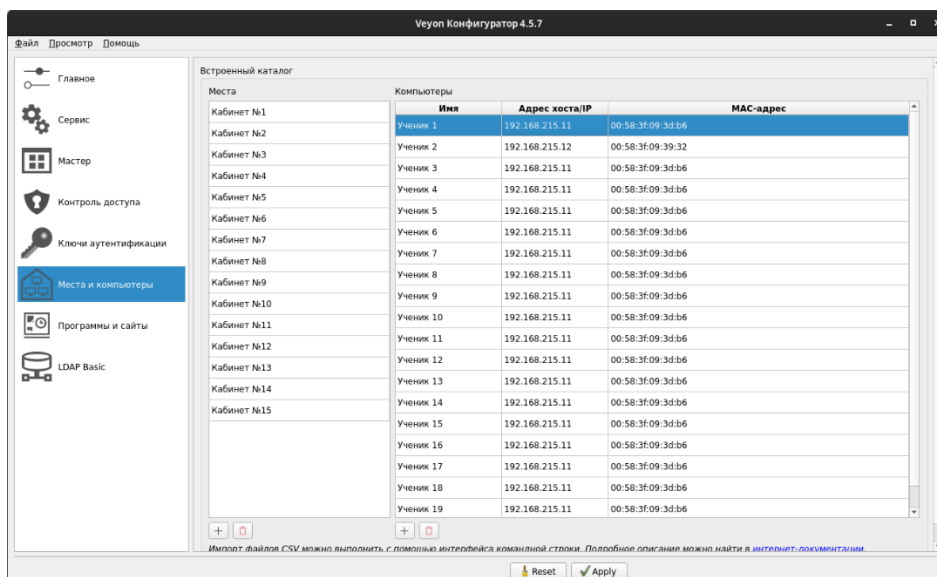 Veyon Конфигуратор 4.5.7
Файл Просмотр Помощь
Главное
Сервис
Мастер
Контроль доступа
Ключи аутентификации
Места и компьютеры
Программы и сайты
LDAP Basic
Встроенный каталог
Места
Кабинет №1
Кабинет №2
Кабинет №3
Кабинет №4
Кабинет №5
Кабинет №6
Кабинет №7
Кабинет №8
Кабинет №9
Кабинет №10
Кабинет №11
Кабинет №12
Кабинет №13
Кабинет №14
Кабинет №15
Компьютеры
Имя Адрес хоста/IP MAC-адрес
Ученик 1 192.168.215.11 00:58:3f:09:3d:b6
Ученик 2 192.168.215.12 00:58:3f:09:39:32
Ученик 3 192.168.215.11 00:58:3f:09:3d:b6
Ученик 4 192.168.215.11 00:58:3f:09:3d:b6
Ученик 5 192.168.215.11 00:58:3f:09:3d:b6
Ученик 6 192.168.215.11 00:58:3f:09:3d:b6
Ученик 7 192.168.215.11 00:58:3f:09:3d:b6
Ученик 8 192.168.215.11 00:58:3f:09:3d:b6
Ученик 9 192.168.215.11 00:58:3f:09:3d:b6
Ученик 10 192.168.215.11 00:58:3f:09:3d:b6
Ученик 11 192.168.215.11 00:58:3f:09:3d:b6
Ученик 12 192.168.215.11 00:58:3f:09:3d:b6
Ученик 13 192.168.215.11 00:58:3f:09:3d:b6
Ученик 14 192.168.215.11 00:58:3f:09:3d:b6
Ученик 15 192.168.215.11 00:58:3f:09:3d:b6
Ученик 16 192.168.215.11 00:58:3f:09:3d:b6
Ученик 17 192.168.215.11 00:58:3f:09:3d:b6
Ученик 18 192.168.215.11 00:58:3f:09:3d:b6
Ученик 19 192.168.215.11 00:58:3f:09:3d:b6
Импорт файлов CSV можно выполнить с помощью интерфейса командной строки. Подробное описание можно найти в интернет-документации.
Reset Apply